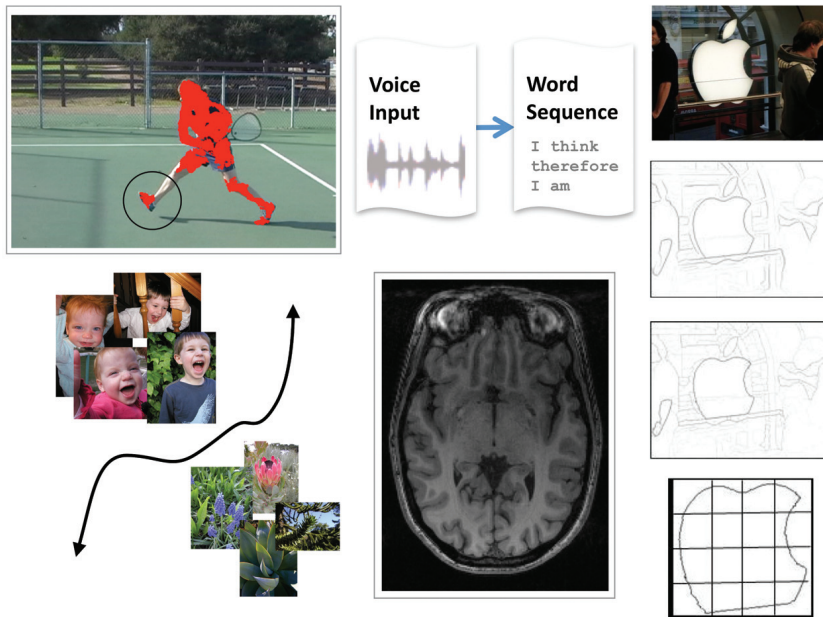 Voice
Input
Word
Sequence
I think
therefore
I am